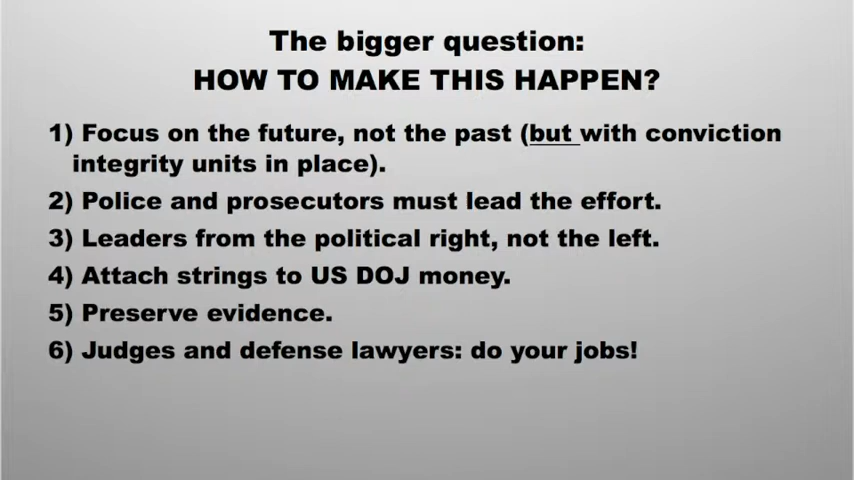 The bigger question:
HOW TO MAKE THIS HAPPEN?
1) Focus on the future, not the past (but with conviction
integrity units in place).
2) Police and prosecutors must lead the effort.
3) Leaders from the political right, not the left.
4) Attach strings to US DOJ money.
5) Preserve evidence.
6) Judges and defense lawyers: do your jobs!